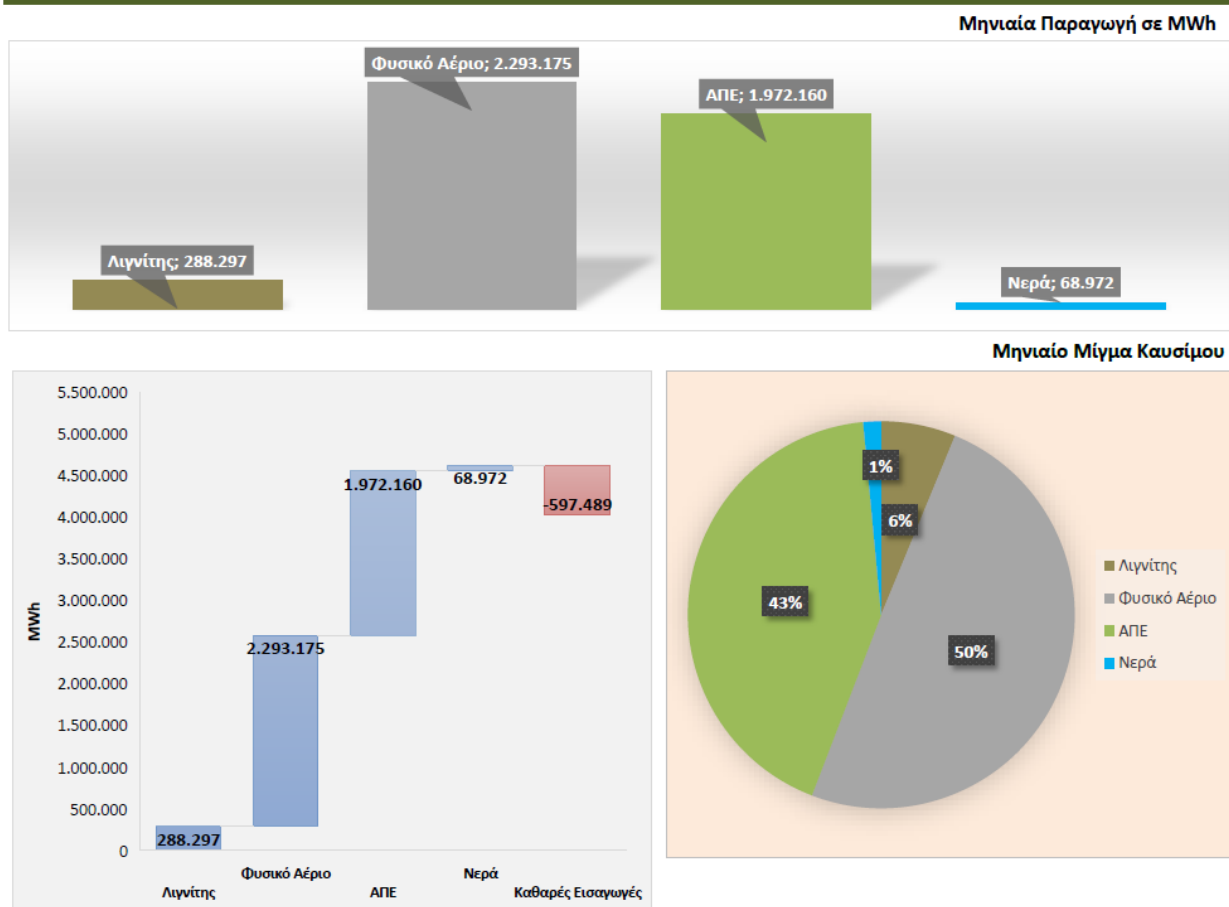 Μηνιαία Παραγωγή σε MWh
Φυσικό Αέριο; 2.293.175
ΑΠΕ; 1.972.160
Λιγνίτης; 288.297
Νερά; 68.972
Μηνιαίο Μίγμα Καυσίμου
5.500.000
5.000.000
4.500.000
4.000.000
3.500.000
3.000.000
2.500.000
2.000.000
1.500.000
1.000.000
500.000
0
MWh
288.297
2.293.175
1.972.160
68.972
-597.489
Λιγνίτης
Φυσικό Αέριο
ΑΠΕ
Νερά
Καθαρές Εισαγωγές
1%
6%
43%
50%
Λιγνίτης
Φυσικό Αέριο
ΑΠΕ
Νερά